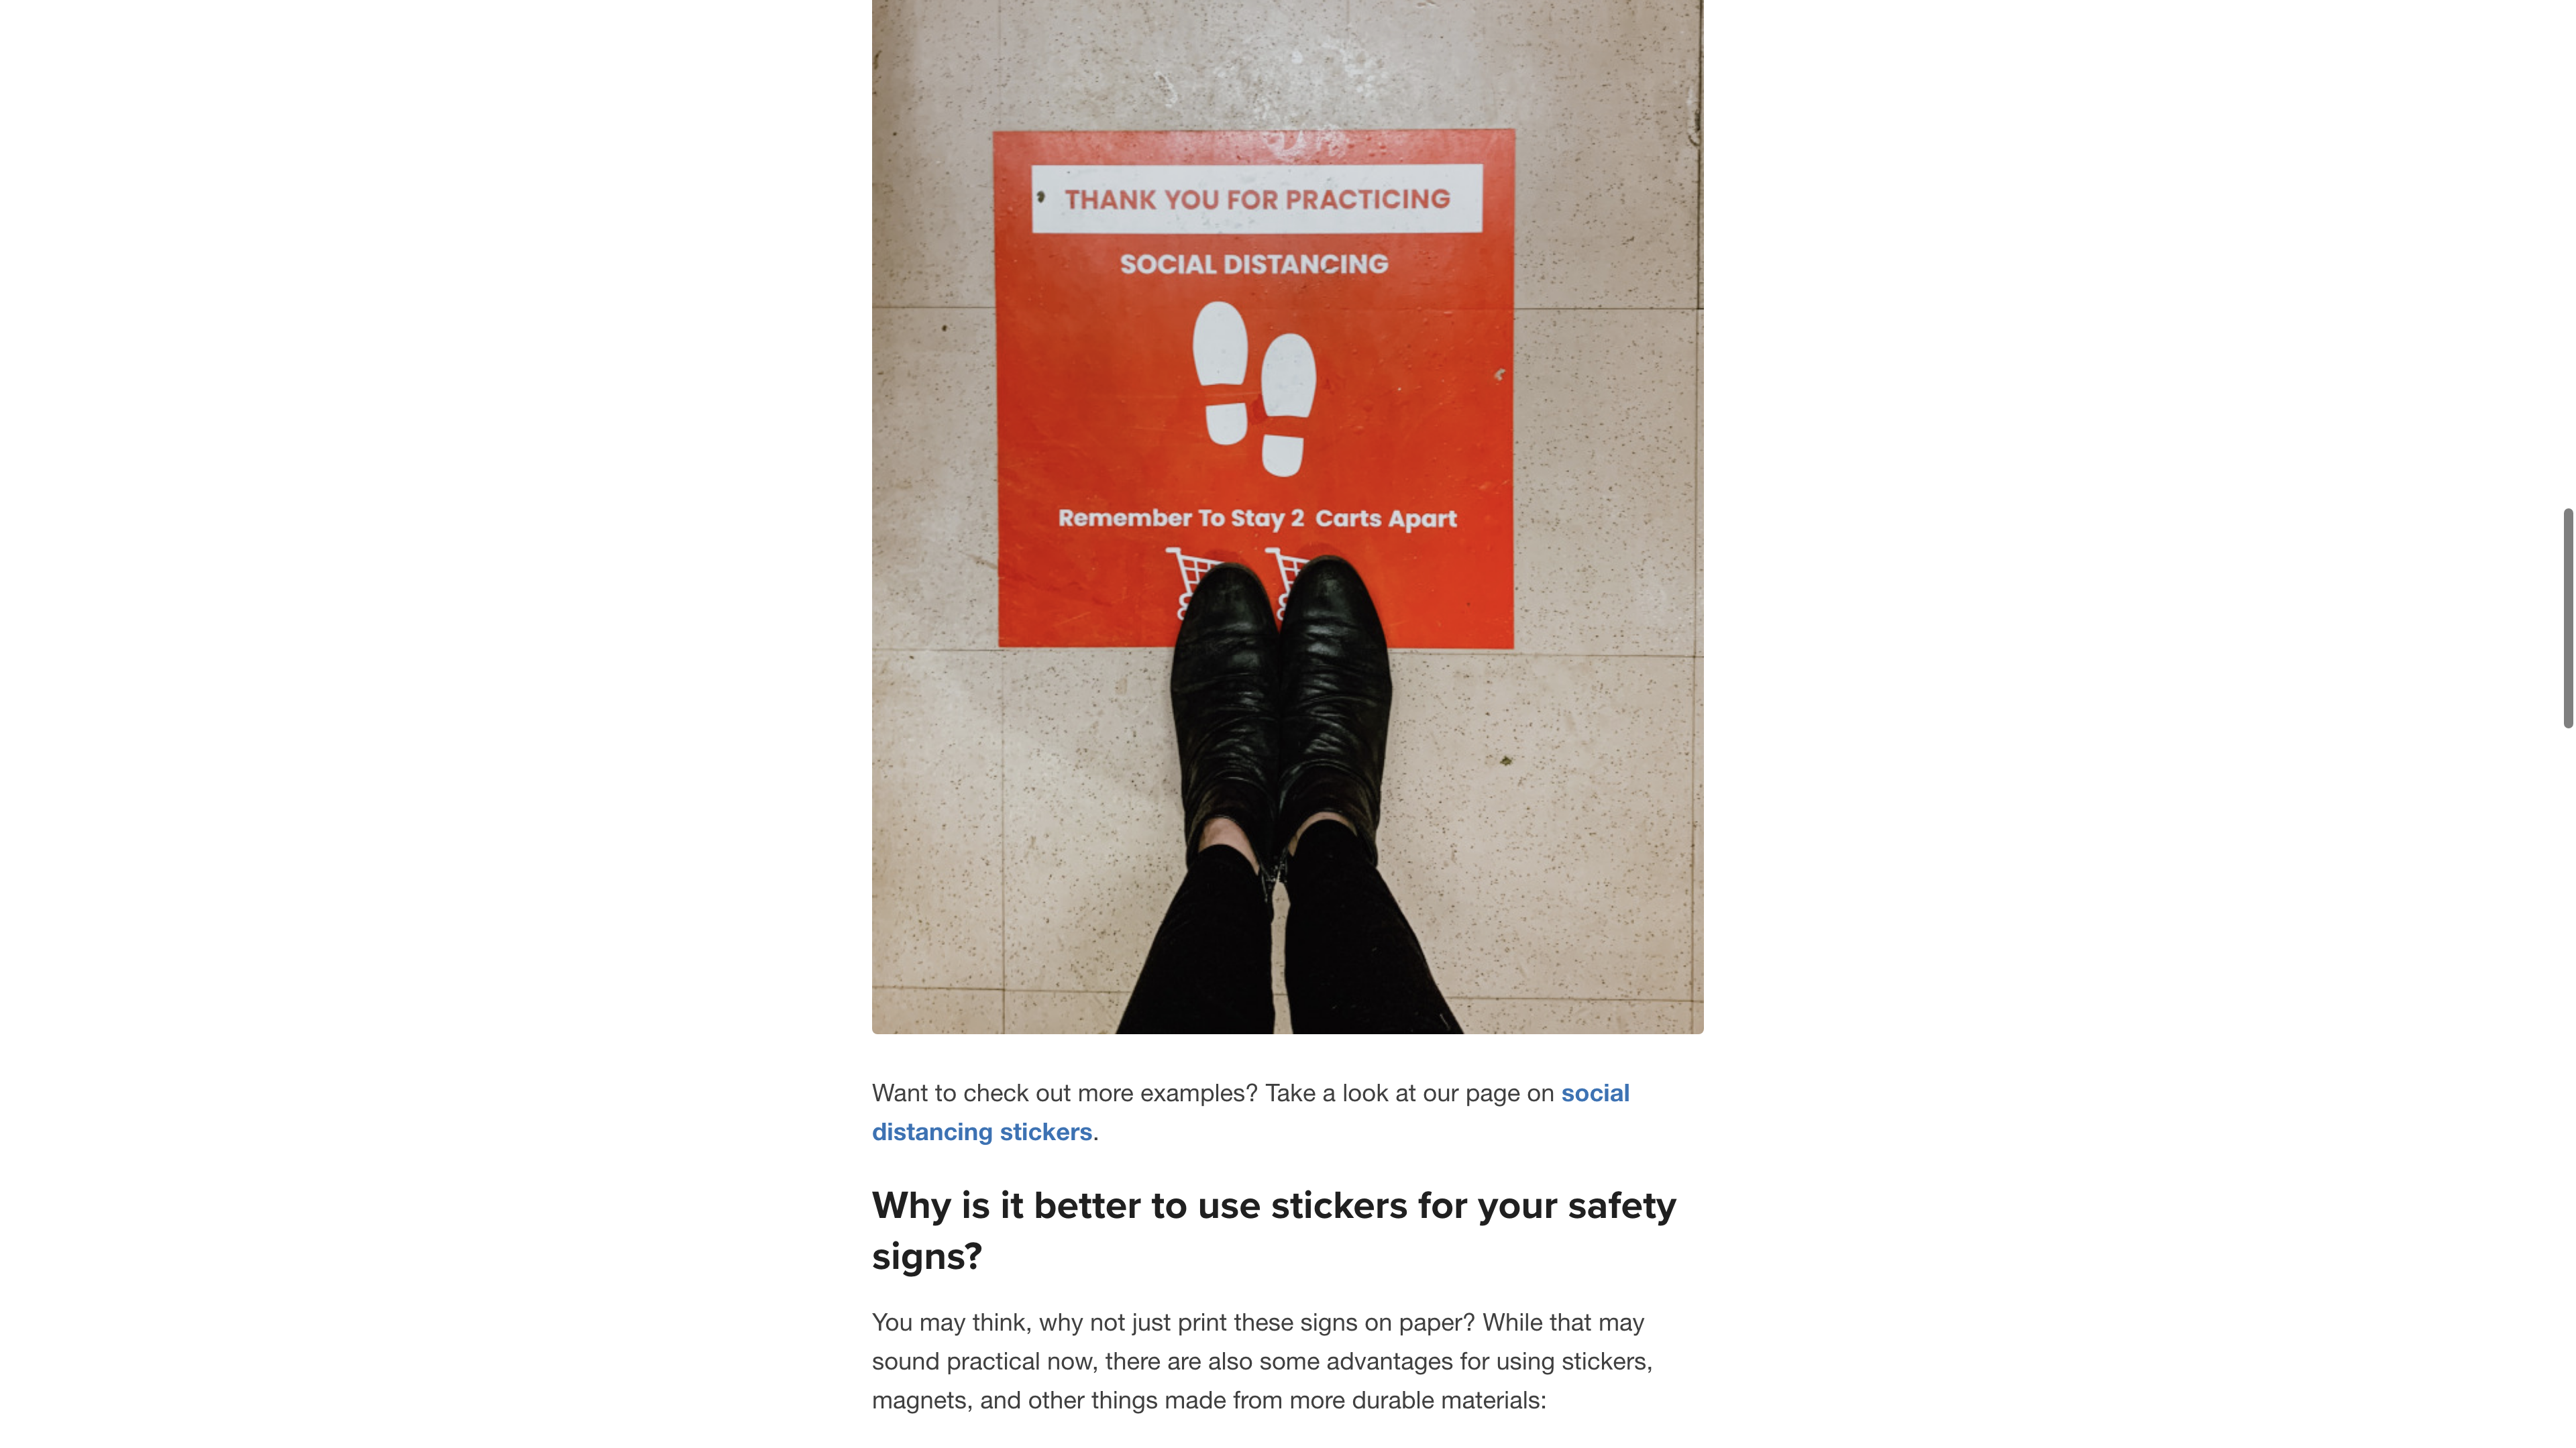 THANK YOU FOR PRACTICING
SOCIAL DISTANCING
Remember To Stay 2 Carts Apart
Want to check out more examples? Take a look at our page on social
distancing stickers.
Why is it better to use stickers for your safety
signs?
You may think, why not just print these signs on paper? While that may
sound practical now, there are also some advantages for using stickers,
magnets, and other things made from more durable materials: